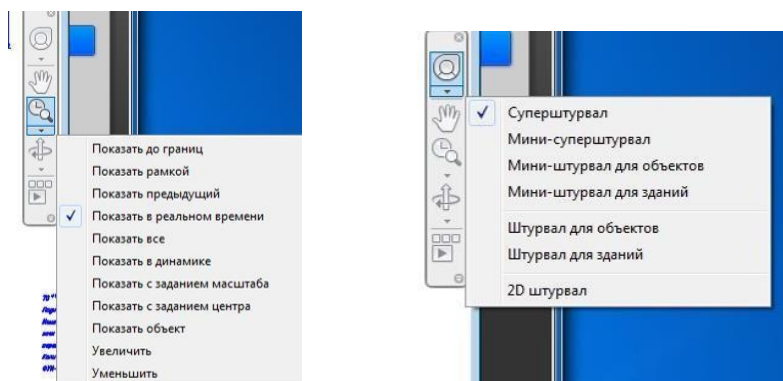 Показать до границ
Показать рамкой
Показать предыдущий
Показать в реальном времени
Показать все
Показать в динамике
Показать с заданием масштаба
Показать с заданием центра
Показать объект
Увеличить
Уменьшить
Суперштурвал
Мини-суперштурвал
Мини-штурвал для объектов
Мини-штурвал для зданий
Штурвал для объектов
Штурвал для зданий
2D штурвал